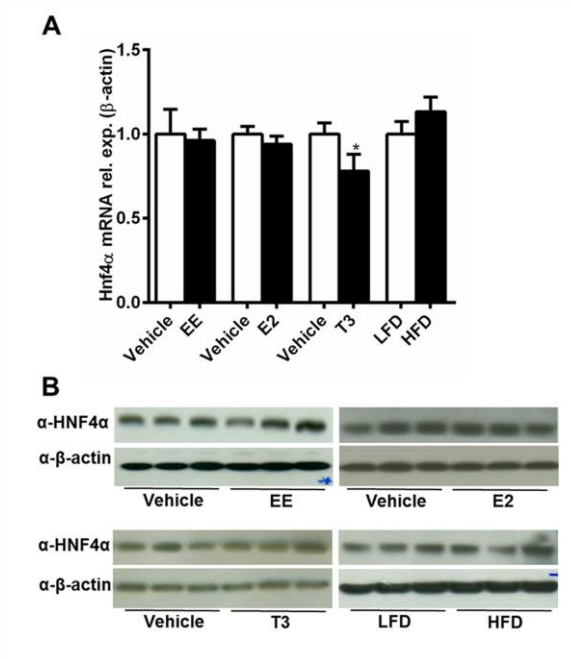 A
Hnf4α mRNA rel. exp. (β-actin)
1.5
1.0
0.5
0.0
*
Vehicle EE Vehicle E2 Vehicle T3 LFD HFD
B
α-HNF4α
α-β-actin
Vehicle EE Vehicle E2
α-HNF4α
α-β-actin
Vehicle T3 LFD HFD